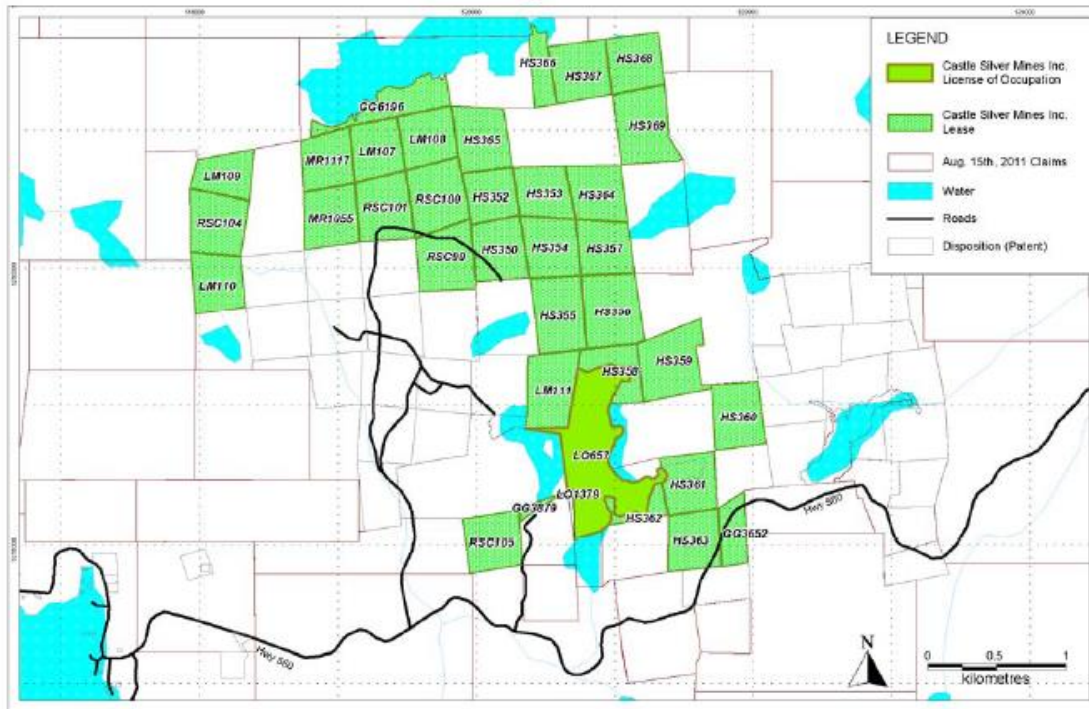 LEGEND
Castle Silver Mines Inc.
License of Occupation
Castle Silver Mines Inc.
Lease
Aug. 15th, 2011 Claims
Water
Roads
Disposition (Patent)
HS366
HS367
HS368
GG6196
HS369
LM108
HS365
LM107
MR1117
LM109
RSC100
HS352
HS353
HS364
RSC101
MR1055
RSC104
HS350
HS354
HS357
RSC99
LM110
HS355
HS359
HS358
LM111
HS360
LO657
HS361
LO1379
GG3879
HS362
Hwy 560
GG3652
RSC105
HS363
Hwy 560
N
0 0.5 1
kilometres